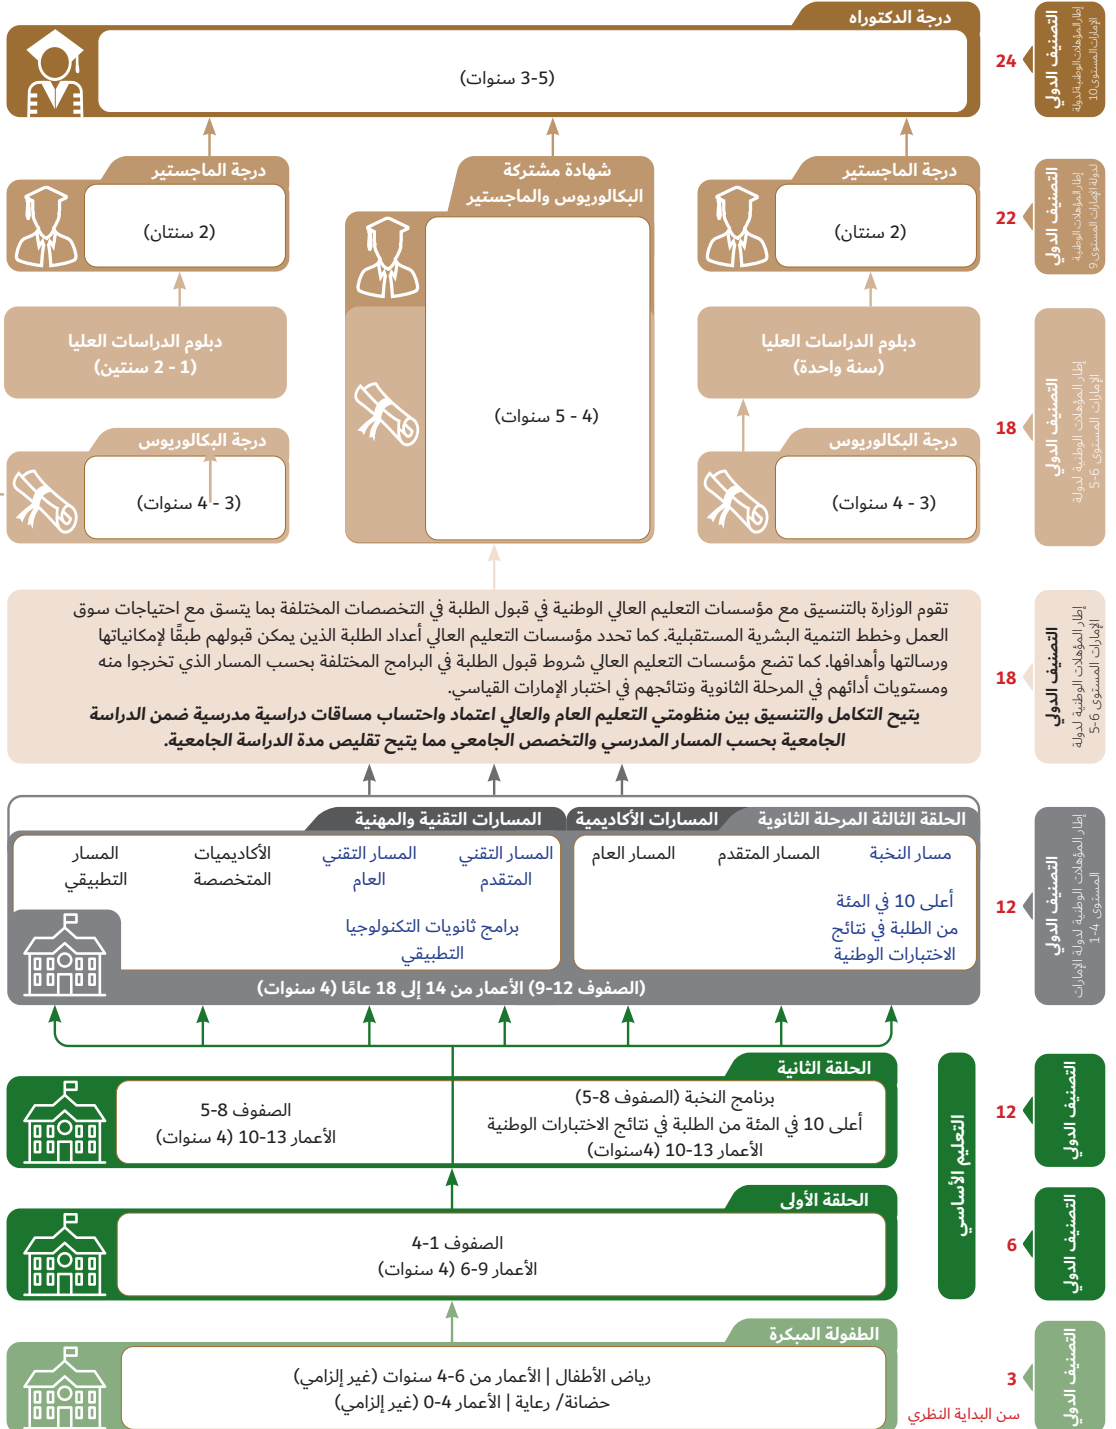 درجة الدكتوراه
(3-5 سنوات)
24
التصنيف الدولي
إطار المؤهلات الوطنية لدولة
الإمارات المستوى 10
درجة الماجستير
(2 سنتان)
شهادة مشتركة
البكالوريوس والماجستير
(4 - 5 سنوات)
درجة الماجستير
(2 سنتان)
22
التصنيف الدولي
إطار المؤهلات الوطنية
لدولة الإمارات المستوى 9
دبلوم الدراسات العليا
(سنة واحدة)
دبلوم الدراسات العليا
(1 - 2 سنتين)
درجة البكالوريوس
(3 - 4 سنوات)
درجة البكالوريوس
(3 - 4 سنوات)
18
التصنيف الدولي
إطار المؤهلات الوطنية لدولة
الإمارات المستوى 6-5
تقوم الوزارة بالتنسيق مع مؤسسات التعليم العالي الوطنية في قبول الطلبة في التخصصات المختلفة بما يتسق مع احتياجات سوق
العمل وخطط التنمية البشرية المستقبلية. كما تحدد مؤسسات التعليم العالي أعداد الطلبة الذين يمكن قبولهم طبقًا لإمكانياتها
ورسالتها وأهدافها. كما تضع مؤسسات التعليم العالي شروط قبول الطلبة في البرامج المختلفة بحسب المسار الذي تخرجوا منه
ومستويات أدائهم في المرحلة الثانوية ونتائجهم في اختبار الإمارات القياسي.
يتيح التكامل والتنسيق بين منظومتي التعليم العام والعالي اعتماد واحتساب مساقات دراسية مدرسية ضمن الدراسة
الجامعية بحسب المسار المدرسي والتخصص الجامعي مما يتيح تقليص مدة الدراسة الجامعية.
18
التصنيف الدولي
إطار المؤهلات الوطنية لدولة
الإمارات المستوى 6-5
الحلقة الثالثة المرحلة الثانوية
المسارات الأكاديمية
المسارات التقنية والمهنية
مسار النخبة
أعلى 10 في المئة
من الطلبة في نتائج
الاختبارات الوطنية
المسار المتقدم
المسار العام
المسار التقني
المتقدم
المسار التقني
العام
برامج ثانويات التكنولوجيا
التطبيقي
الأكاديميات
المتخصصة
المسار
التطبيقي
(الصفوف 12-9) الأعمار من 14 إلى 18 عامًا (4 سنوات)
12
التصنيف الدولي
إطار المؤهلات الوطنية لدولة الإمارات
المستوى 4-1
الحلقة الثانية
برنامج النخبة (الصفوف 8-5)
أعلى 10 في المئة من الطلبة في نتائج الاختبارات الوطنية
الأعمار 13-10 (4سنوات)
الصفوف 8-5
الأعمار 13-10 (4 سنوات)
12
التصنيف الدولي
التعليم الأساسي
الحلقة الأولى
الصفوف 1-4
الأعمار 9-6 (4 سنوات)
6
التصنيف الدولي
الطفولة المبكرة
رياض الأطفال | الأعمار من 6-4 سنوات (غير إلزامي)
حضانة/ رعاية | الأعمار 4-0 (غير إلزامي)
3
سن البداية النظري
التصنيف الدولي